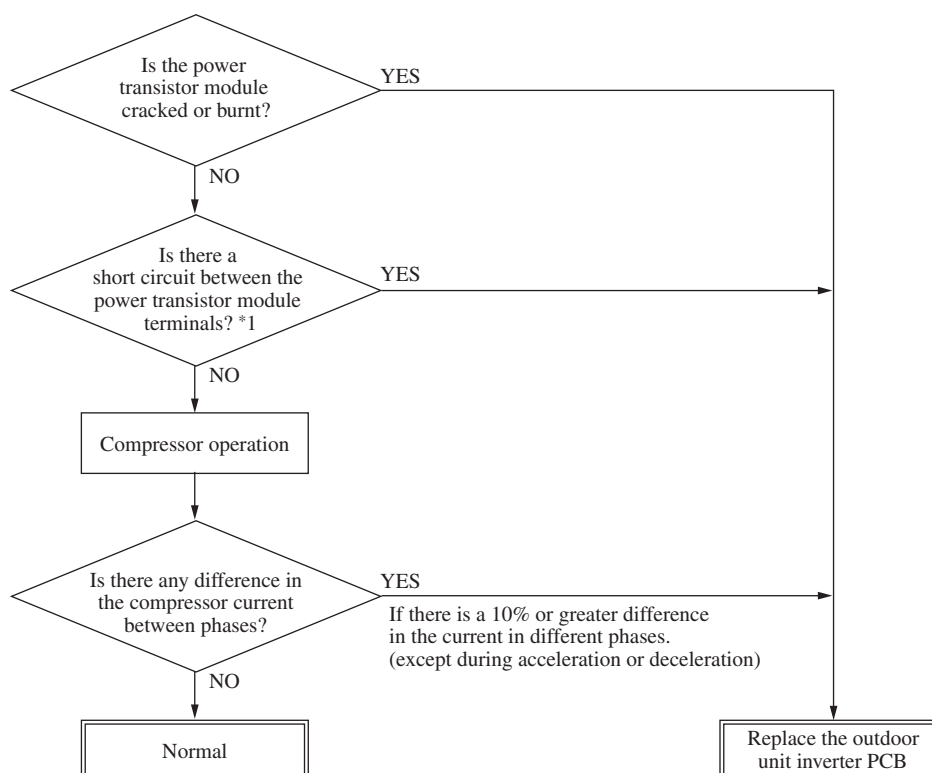 Is the power
transistor module
cracked or burnt?
YES
NO
Is there a
short circuit between the
power transistor module
terminals? *1
YES
NO
Compressor operation
Is there any difference in
the compressor current
between phases?
YES
If there is a 10% or greater difference
in the current in different phases.
(except during acceleration or deceleration)
NO
Normal
Replace the outdoor
unit inverter PCB